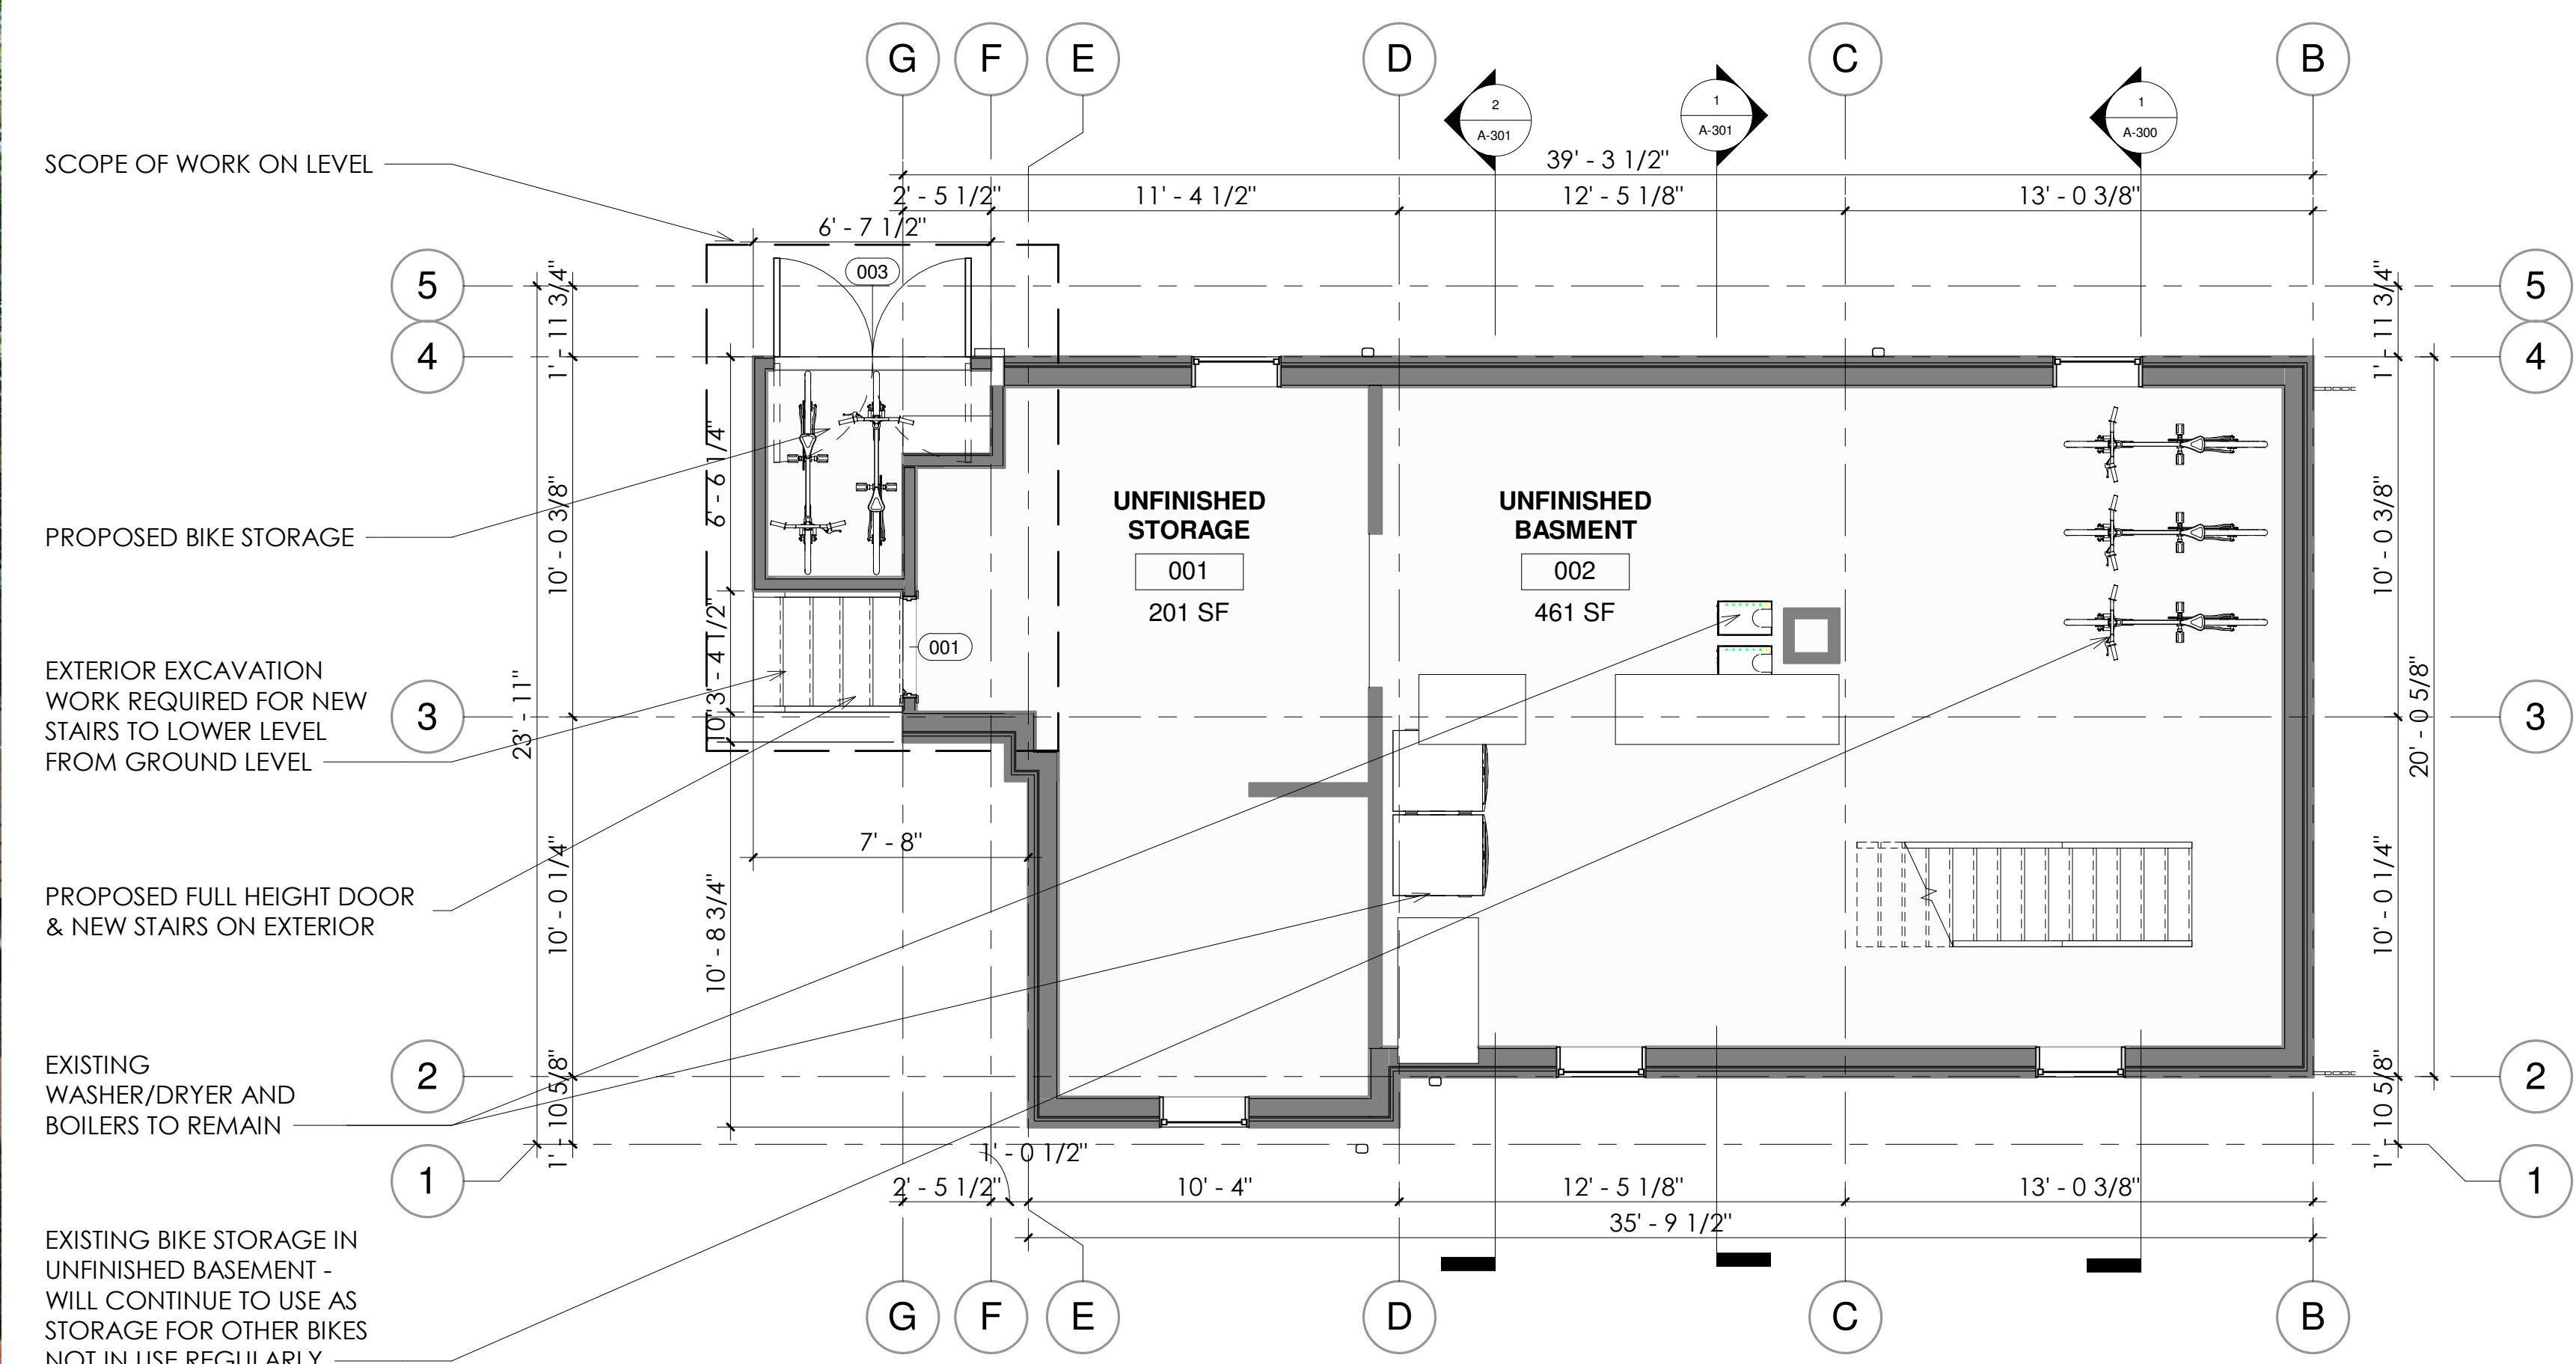 G F E D C B
2
A-301
1
A-301
1
A-300
SCOPE OF WORK ON LEVEL
39' - 3 1/2"
2' - 5 1/2" 11' - 4 1/2" 12' - 5 1/8" 13' - 0 3/8"
6' - 7 1/2"
003
5 5
4 4
1' - 11 3/4" 1' - 11 3/4"
PROPOSED BIKE STORAGE
10' - 0 3/8"
6' - 6 1/4"
UNFINISHED
STORAGE
001
201 SF
UNFINISHED
BASMENT
002
461 SF
10' - 0 3/8"
EXTERIOR EXCAVATION
WORK REQUIRED FOR NEW
STAIRS TO LOWER LEVEL
FROM GROUND LEVEL
3 3
23' - 11"
3' - 4 1/2"
10"
001
20' - 0 5/8"
7' - 8"
PROPOSED FULL HEIGHT DOOR
& NEW STAIRS ON EXTERIOR
10' - 0 1/4"
10' - 8 3/4"
10' - 0 1/4"
EXISTING
WASHER/DRYER AND
BOILERS TO REMAIN
2 2
1' - 10 5/8" 1' - 10 5/8"
1 1
1' - 0 1/2"
2' - 5 1/2" 10' - 4" 12' - 5 1/8" 13' - 0 3/8"
35' - 9 1/2"
EXISTING BIKE STORAGE IN
UNFINISHED BASEMENT -
WILL CONTINUE TO USE AS
STORAGE FOR OTHER BIKES
NOT IN USE REGULARLY
G F E D C B